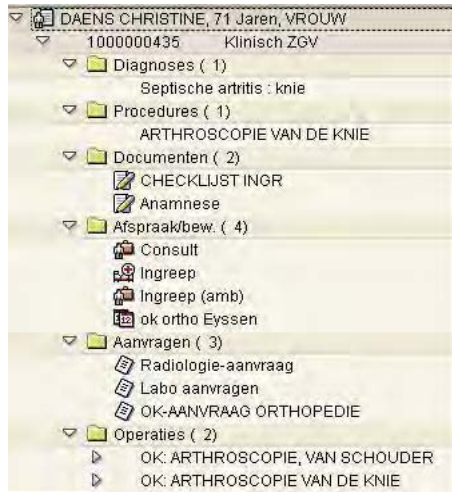 DAENS CHRISTINE, 71 Jaren, VROUW
1000000435 Klinisch ZGV
Diagnoses ( 1)
Septische artritis : knie
Procedures ( 1)
ARTHROSCOPIE VAN DE KNIE
Documenten ( 2)
CHECKLIJST INGR
Anamnese
Afspraak/bew. ( 4)
Consult
Ingreep
Ingreep (amb)
ok ortho Eyssen
Aanvragen ( 3)
Radiologie-aanvraag
Labo aanvragen
OK-AANVRAAG ORTHOPEDIE
Operaties ( 2)
OK: ARTHROSCOPIE, VAN SCHOUDER
OK: ARTHROSCOPIE VAN DE KNIE